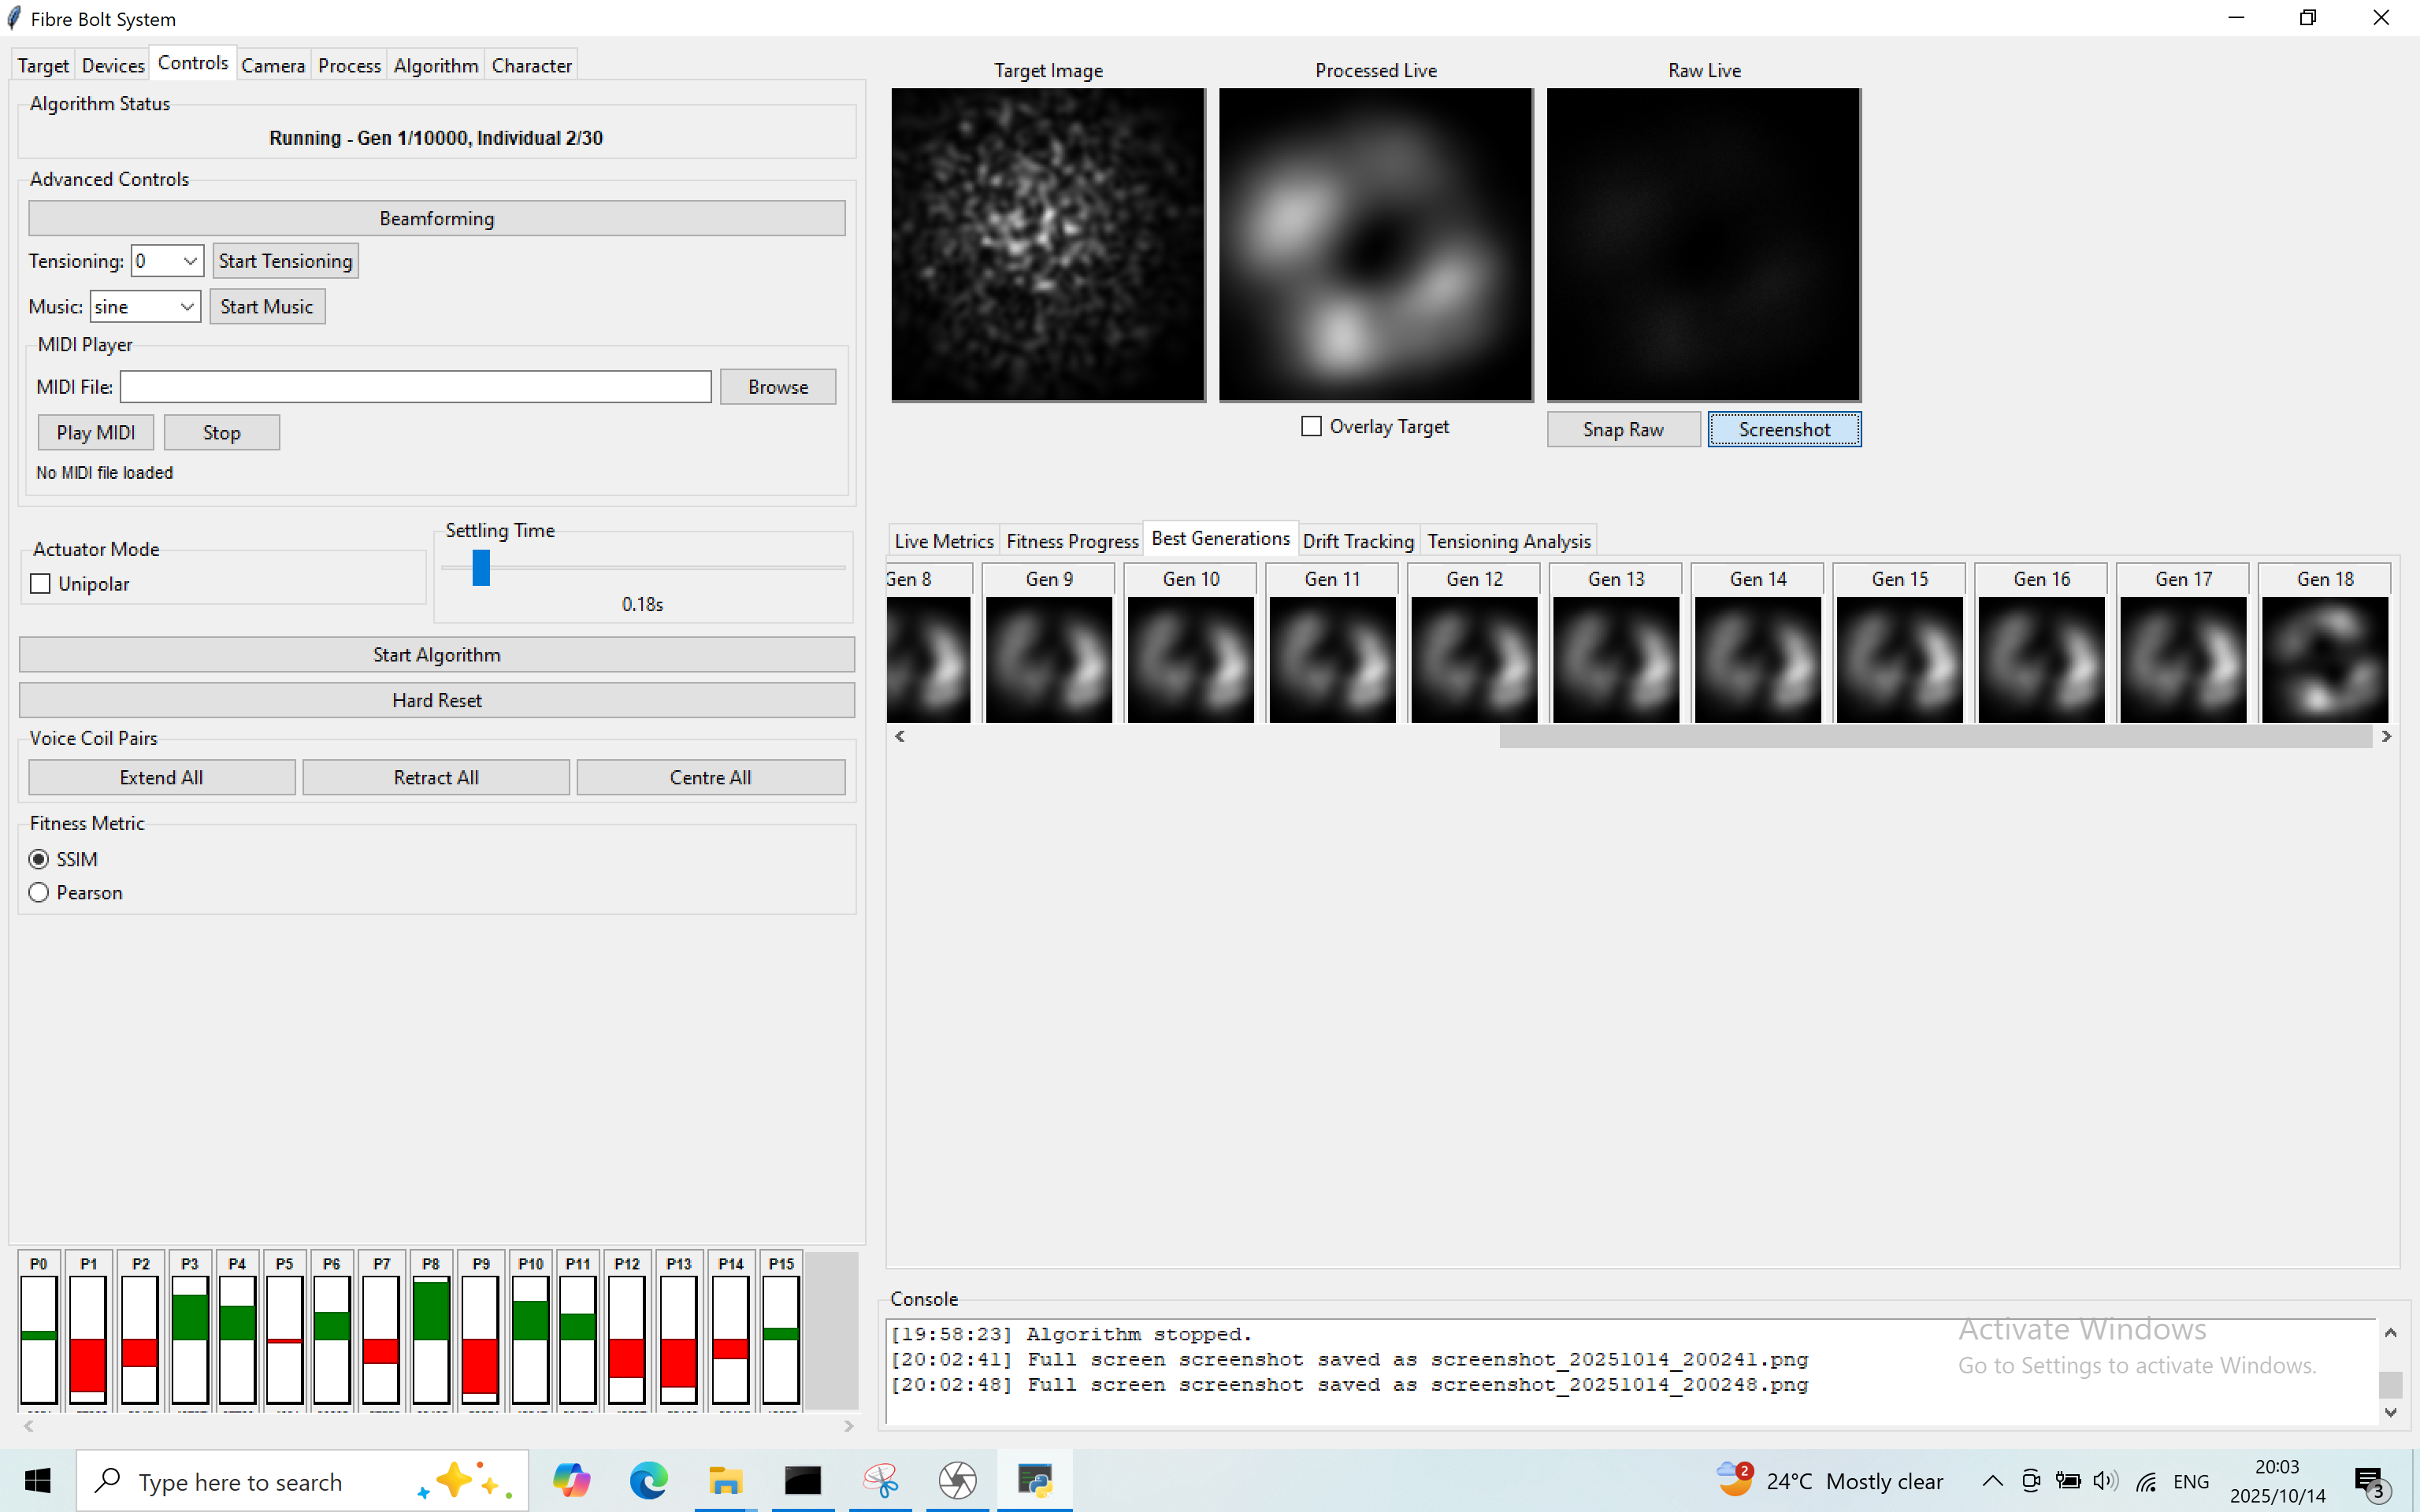 Fibre Bolt System
Target Devices Controls Camera Process Algorithm Character
Algorithm Status
Running - Gen 1/10000, Individual 2/30
Advanced Controls
Beamforming
Tensioning: 0 Start Tensioning
Music: sine Start Music
MIDI Player
MIDI File: Browse
Play MIDI Stop
No MIDI file loaded
Actuator Mode
Unipolar
Settling Time
0.18s
Start Algorithm
Hard Reset
Voice Coil Pairs
Extend All Retract All Centre All
Fitness Metric
SSIM
Pearson
P0 P1 P2 P3 P4 P5 P6 P7 P8 P9 P10 P11 P12 P13 P14 P15
Target Image Processed Live Raw Live
Overlay Target Snap Raw Screenshot
Live Metrics Fitness Progress Best Generations Drift Tracking Tensioning Analysis
Gen 8 Gen 9 Gen 10 Gen 11 Gen 12 Gen 13 Gen 14 Gen 15 Gen 16 Gen 17 Gen 18
Console
[19:58:23] Algorithm stopped.
[20:02:41] Full screen screenshot saved as screenshot_20251014_200241.png
[20:02:48] Full screen screenshot saved as screenshot_20251014_200248.png
Activate Windows
Go to Settings to activate Windows.
Type here to search
2
24°C Mostly clear
ENG
20:03
2025/10/14
3